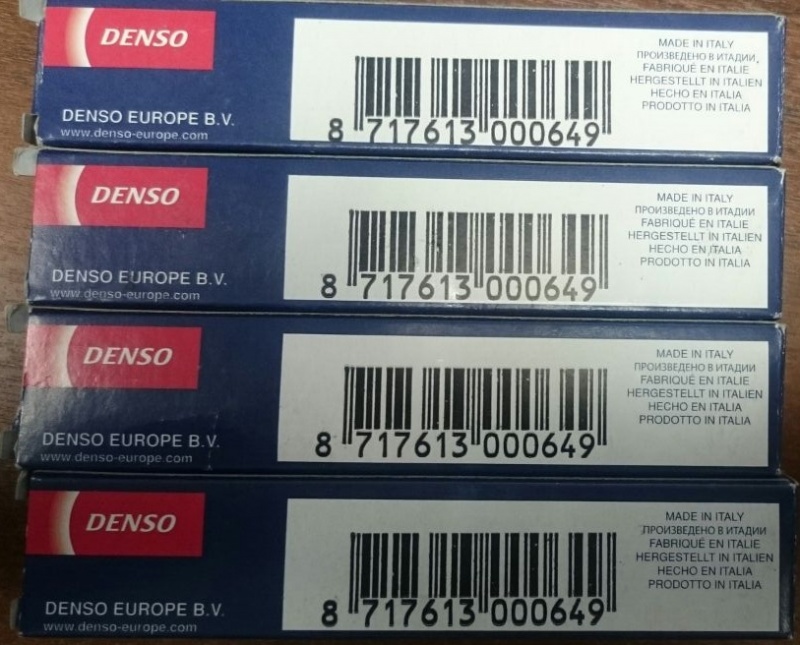 DENSO
DENSO EUROPE B.V.
www.denso-europe.com
8 717613 000649
MADE IN ITALY
ПРОИЗВЕДЕНО В ИТАДИИ.
FABRIQUÉ EN ITALIE
HERGESTELLT IN ITALIEN
HECHO EN ITALIA
PRODOTTO IN ITALIA
DENSO
DENSO EUROPE B.V.
www.denso-europe.com
8 717613 000649
MADE IN ITALY
ПРОИЗВЕДЕНО В ИТАДИИ
FABRIQUÉ EN ITALIE
HERGESTELLT IN ITALIEN
HECHO EN ITALIA
PRODOTTO IN ITALIA
DENSO
DENSO EUROPE B.V.
www.denso-europe.com
8 717613 000649
MADE IN ITALY
ПРОИЗВЕДЕНО В ИТАДИИ
FABRIQUÉ EN ITALIE
HERGESTELLT IN ITALIEN
HECHO EN ITALIA
PRODOTTO IN ITALIA
DENSO
DENSO EUROPE B.V.
www.denso-europe.com
8 717613 000649
MADE IN ITALY
ПРОИЗВЕДЕНО В ИТАДИИ
FABRIQUÉ EN ITALIE
HERGESTELLT IN ITALIEN
HECHO EN ITALIA
PRODOTTO IN ITALIA